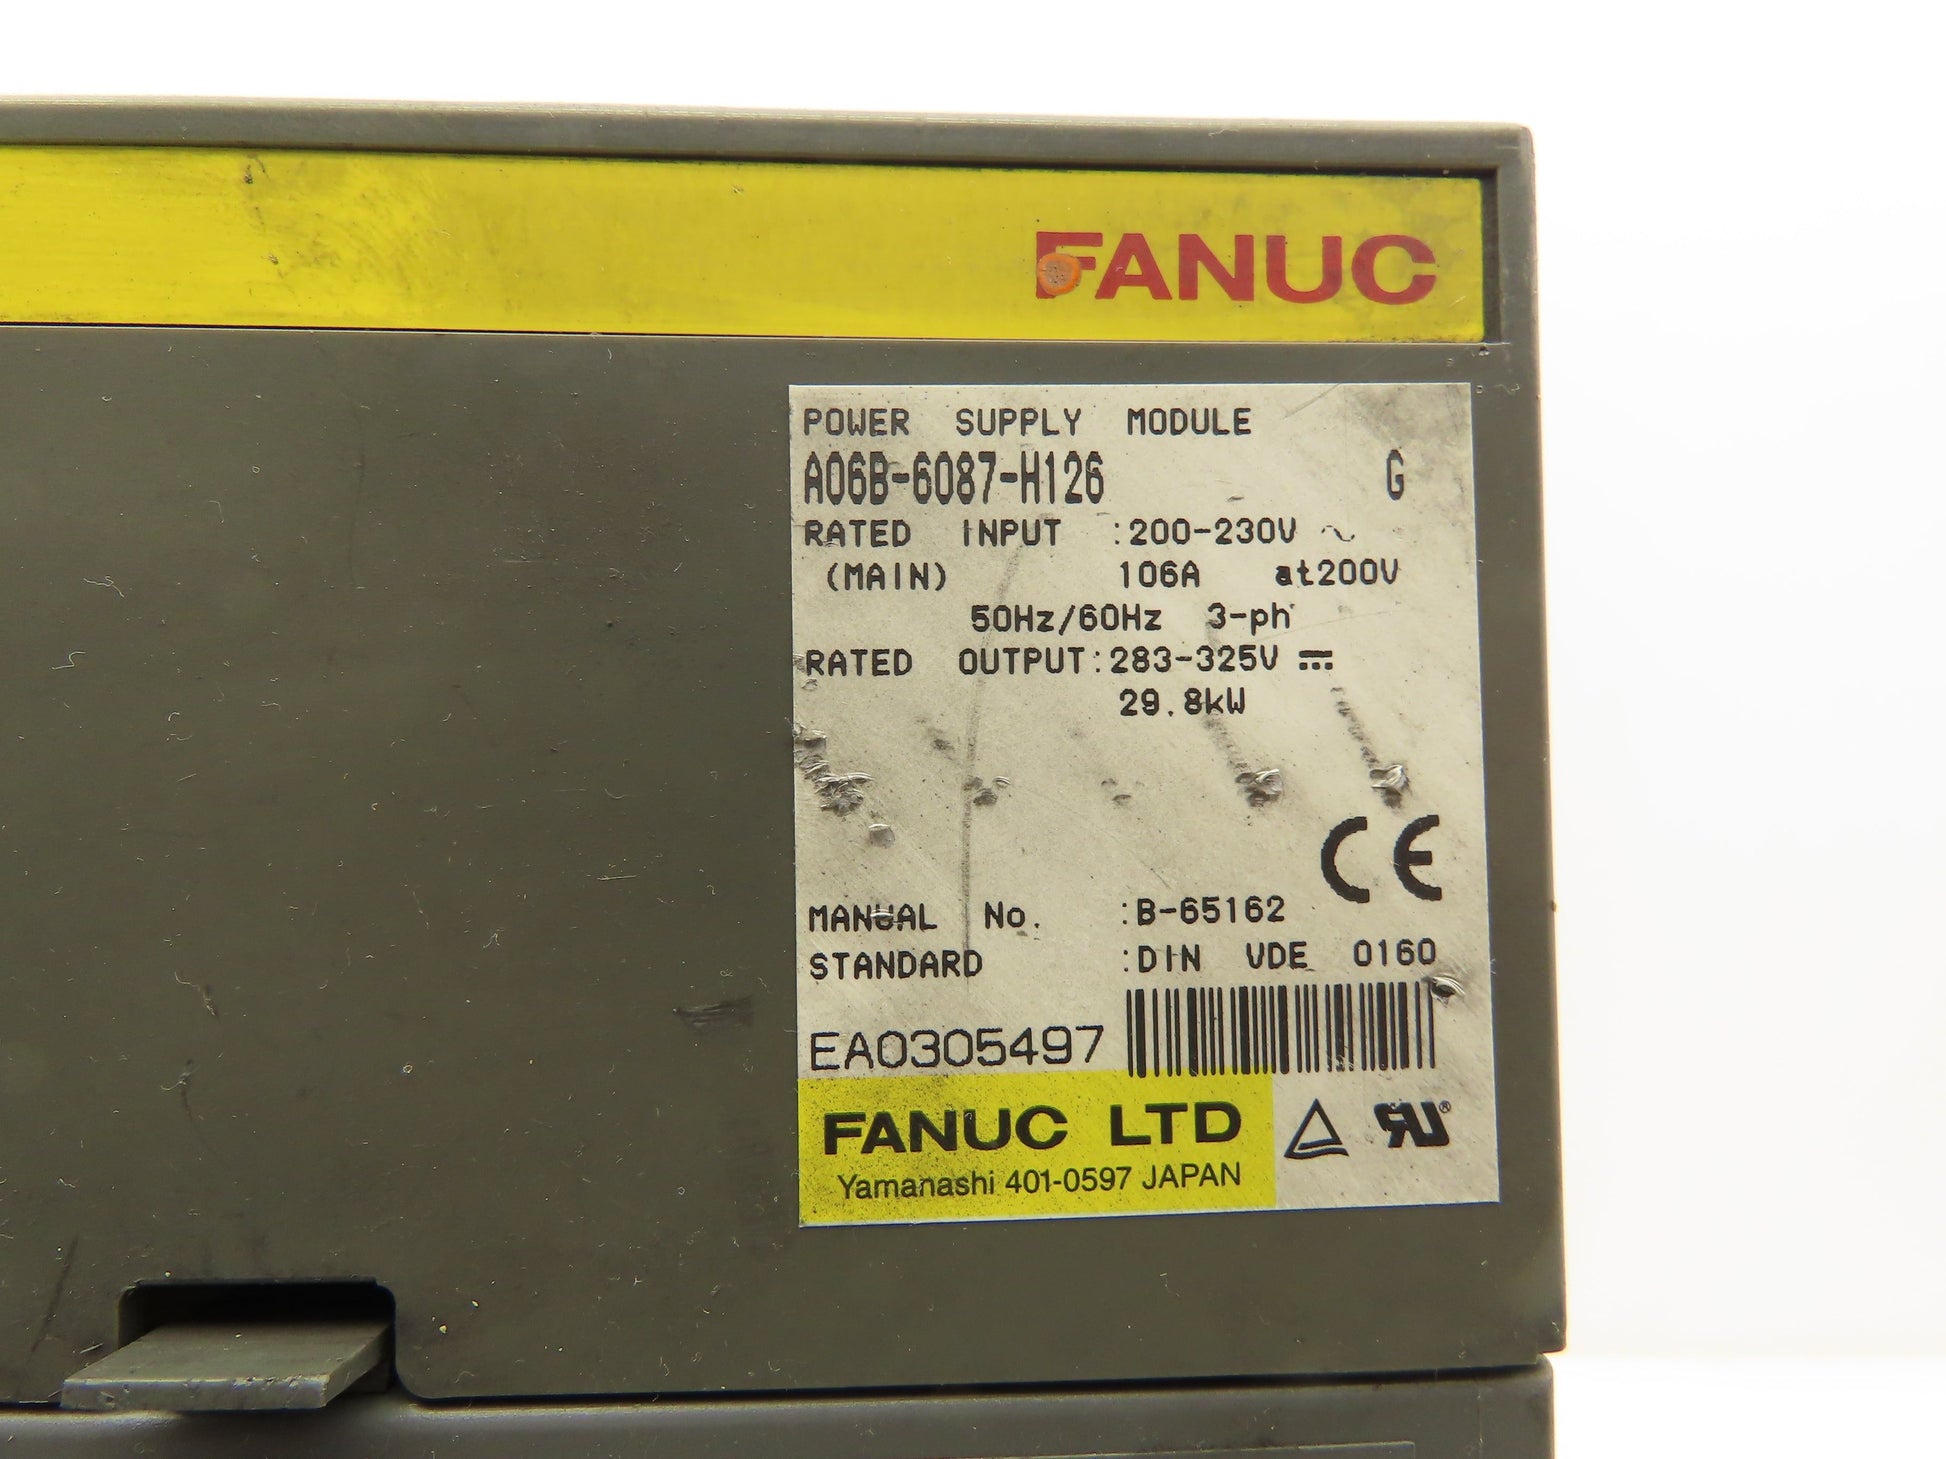 FANUC
POWER SUPPLY MODULE
A06B-6087-H126 G
RATED INPUT :200-230V ~
(MAIN) 106A at200V
50Hz/60Hz 3-ph
RATED OUTPUT:283-325V ⎓
29.8kW
CE
MANUAL No. :B-65162
STANDARD :DIN VDE 0160
EA0305497
FANUC LTD
Yamanashi 401-0597 JAPAN